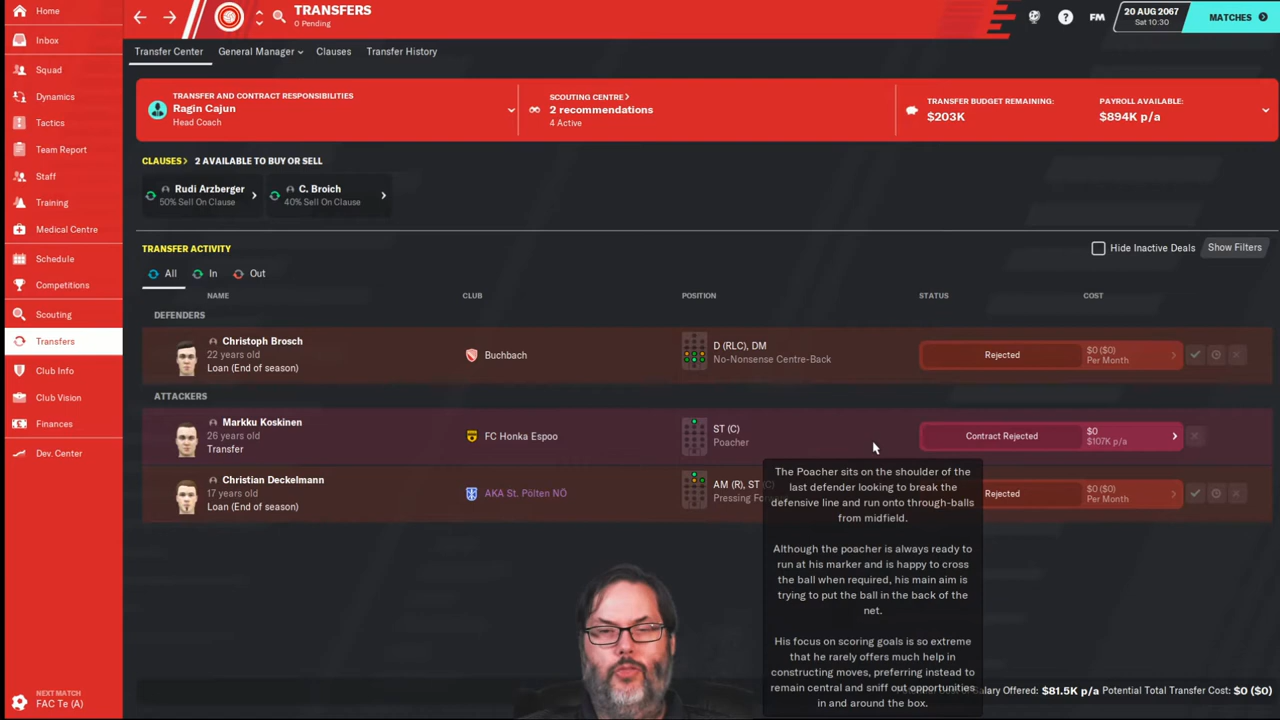 Home
Inbox
Squad
Dynamics
Tactics
Team Report
Staff
Training
Medical Centre
Schedule
Competitions
Scouting
Transfers
Club Info
Club Vision
Finances
Dev. Center
NEXT MATCH
FAC Te (A)
TRANSFERS
0 Pending
?
FM
20 AUG 2067
Sat 10:30
MATCHES
Transfer Center
General Manager
Clauses
Transfer History
TRANSFER AND CONTRACT RESPONSIBILITIES
Ragin Cajun
Head Coach
SCOUTING CENTRE>
2 recommendations
4 Active
TRANSFER BUDGET REMAINING:
$203K
PAYROLL AVAILABLE:
$894K p/a
CLAUSES> 2 AVAILABLE TO BUY OR SELL
Rudi Arzberger
50% Sell On Clause
C. Broich
40% Sell On Clause
TRANSFER ACTIVITY
Hide Inactive Deals
Show Filters
All
In
Out
NAME
CLUB
POSITION
STATUS
COST
DEFENDERS
Christoph Brosch
22 years old
Loan (End of season)
Buchbach
D (RLC), DM
No-Nonsense Centre-Back
Rejected
$0 ($0)
Per Month
ATTACKERS
Markku Koskinen
26 years old
Transfer
FC Honka Espoo
ST (C)
Poacher
Contract Rejected
$0
$107K p/a
Christian Deckelmann
17 years old
Loan (End of season)
AKA St. Pölten NÖ
AM (R), ST (C)
Pressing
Rejected
$0 ($0)
Per Month
The Poacher sits on the shoulder of the
last defender looking to break the
defensive line and run onto through-balls
from midfield.
Although the poacher is always ready to
run at his marker and is happy to cross
the ball when required, his main aim is
trying to put the ball in the back of the
net.
His focus on scoring goals is so extreme
that he rarely offers much help in
constructing moves, preferring instead to
remain central and sniff out opportunities
in and around the box.
Salary Offered: $81.5K p/a Potential Total Transfer Cost: $0 ($0)